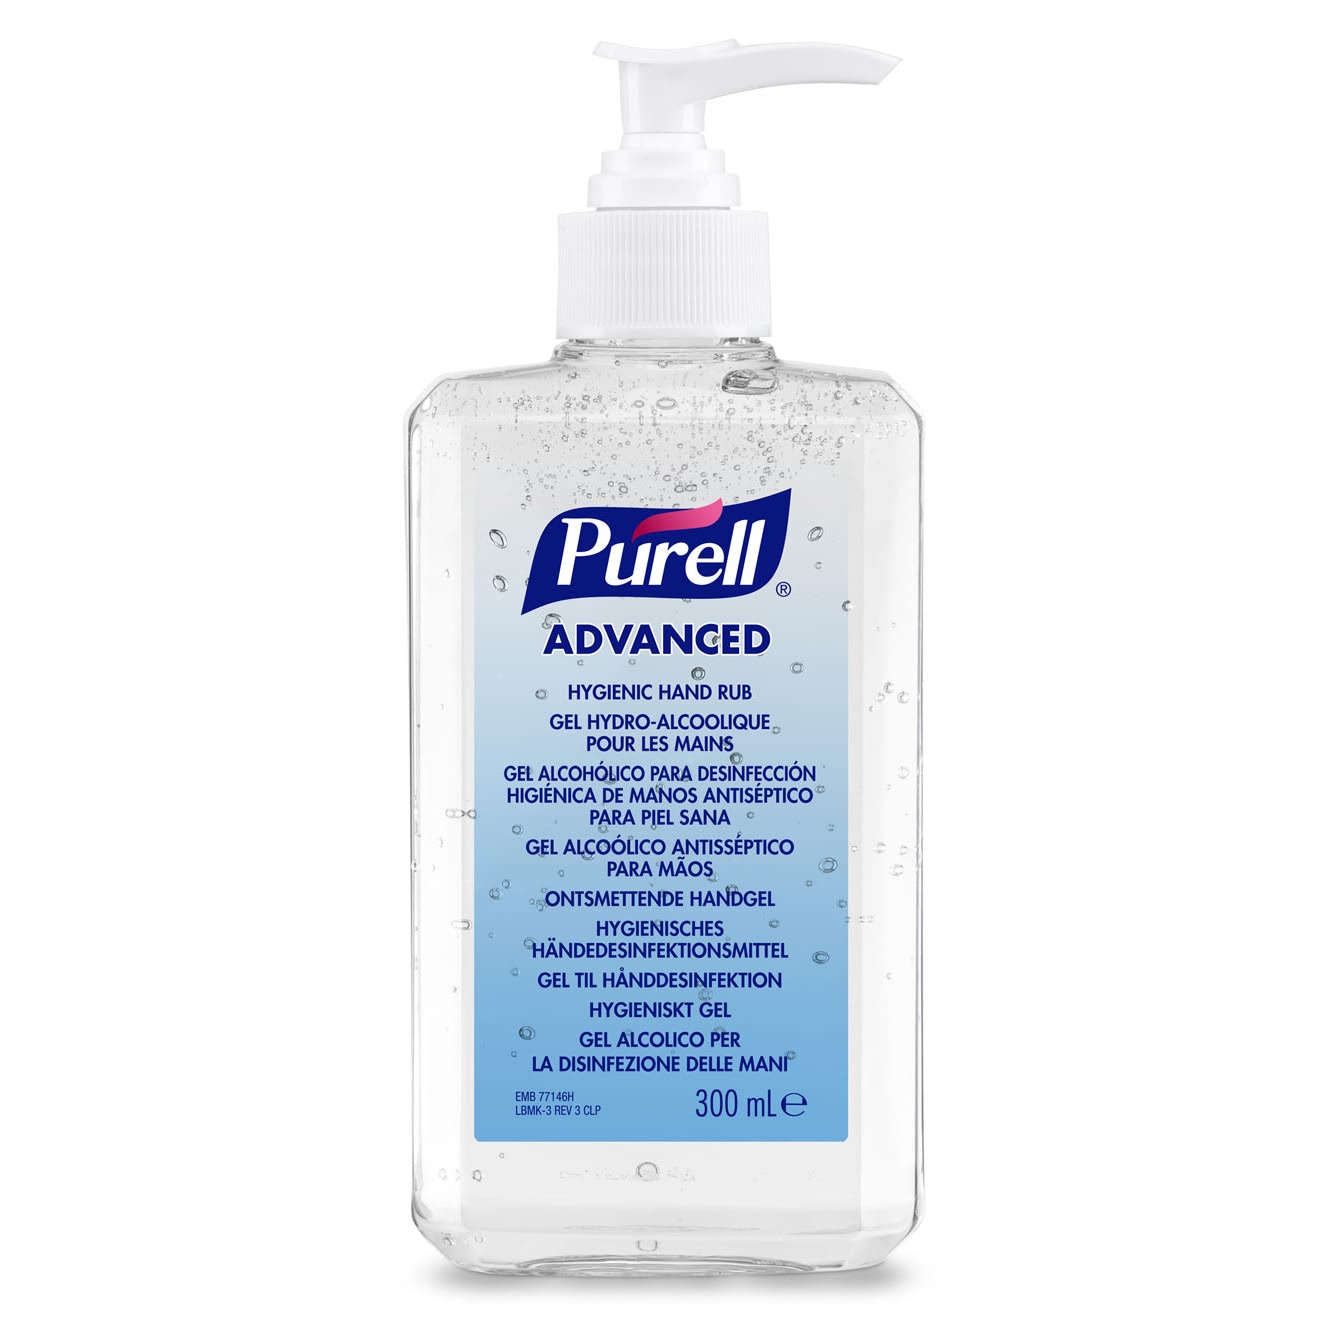 Purell®
ADVANCED
HYGIENIC HAND RUB
GEL HYDRO-ALCOOLIQUE
POUR LES MAINS
GEL ALCOHÓLICO PARA DESINFECCIÓN
HIGIÉNICA DE MANOS ANTISÉPTICO
PARA PIEL SANA
GEL ALCOÓLICO ANTISSÉPTICO
PARA MÃOS
ONTSMETTENDE HANDGEL
HYGIENISCHES
HÄNDEDESINFEKTIONSMITTEL
GEL TIL HÅNDDESINFEKTION
HYGIENISKT GEL
GEL ALCOLICO PER
LA DISINFEZIONE DELLE MANI
EMB 77146H
LBMK-3 REV 3 CLP
300 mL ℮